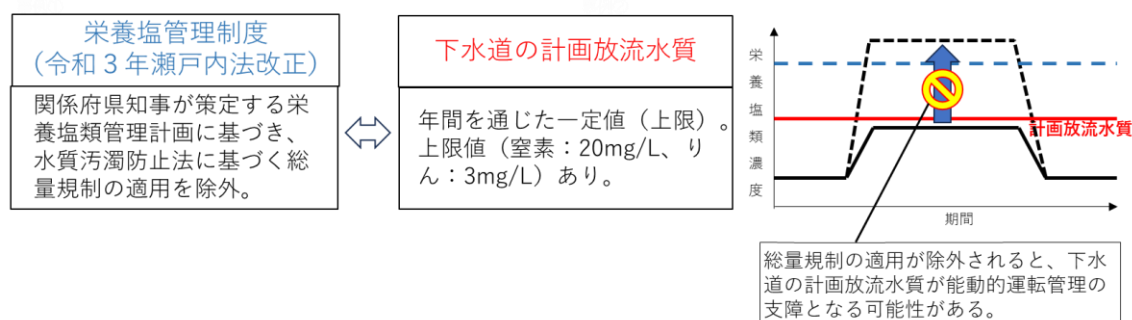 栄養塩管理制度
(令和３年瀬戸内法改正)
関係府県知事が策定する栄
養塩類管理計画に基づき、
水質汚濁防止法に基づく総
量規制の適用を除外。
下水道の計画放流水質
年間を通じた一定値（上限）。
上限値（窒素：20mg/L、り
ん：3mg/L）あり。
栄養塩類濃度
計画放流水質
期間
総量規制の適用が除外されると、下水
道の計画放流水質が能動的運転管理の
支障となる可能性がある。